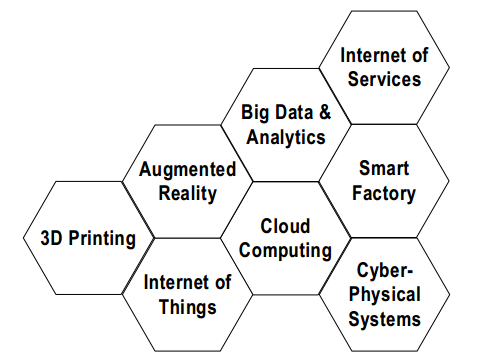 Internet of
Services
Big Data &
Analytics
Augmented
Reality
Smart
Factory
3D Printing
Cloud
Computing
Internet of
Things
Cyber-
Physical
Systems